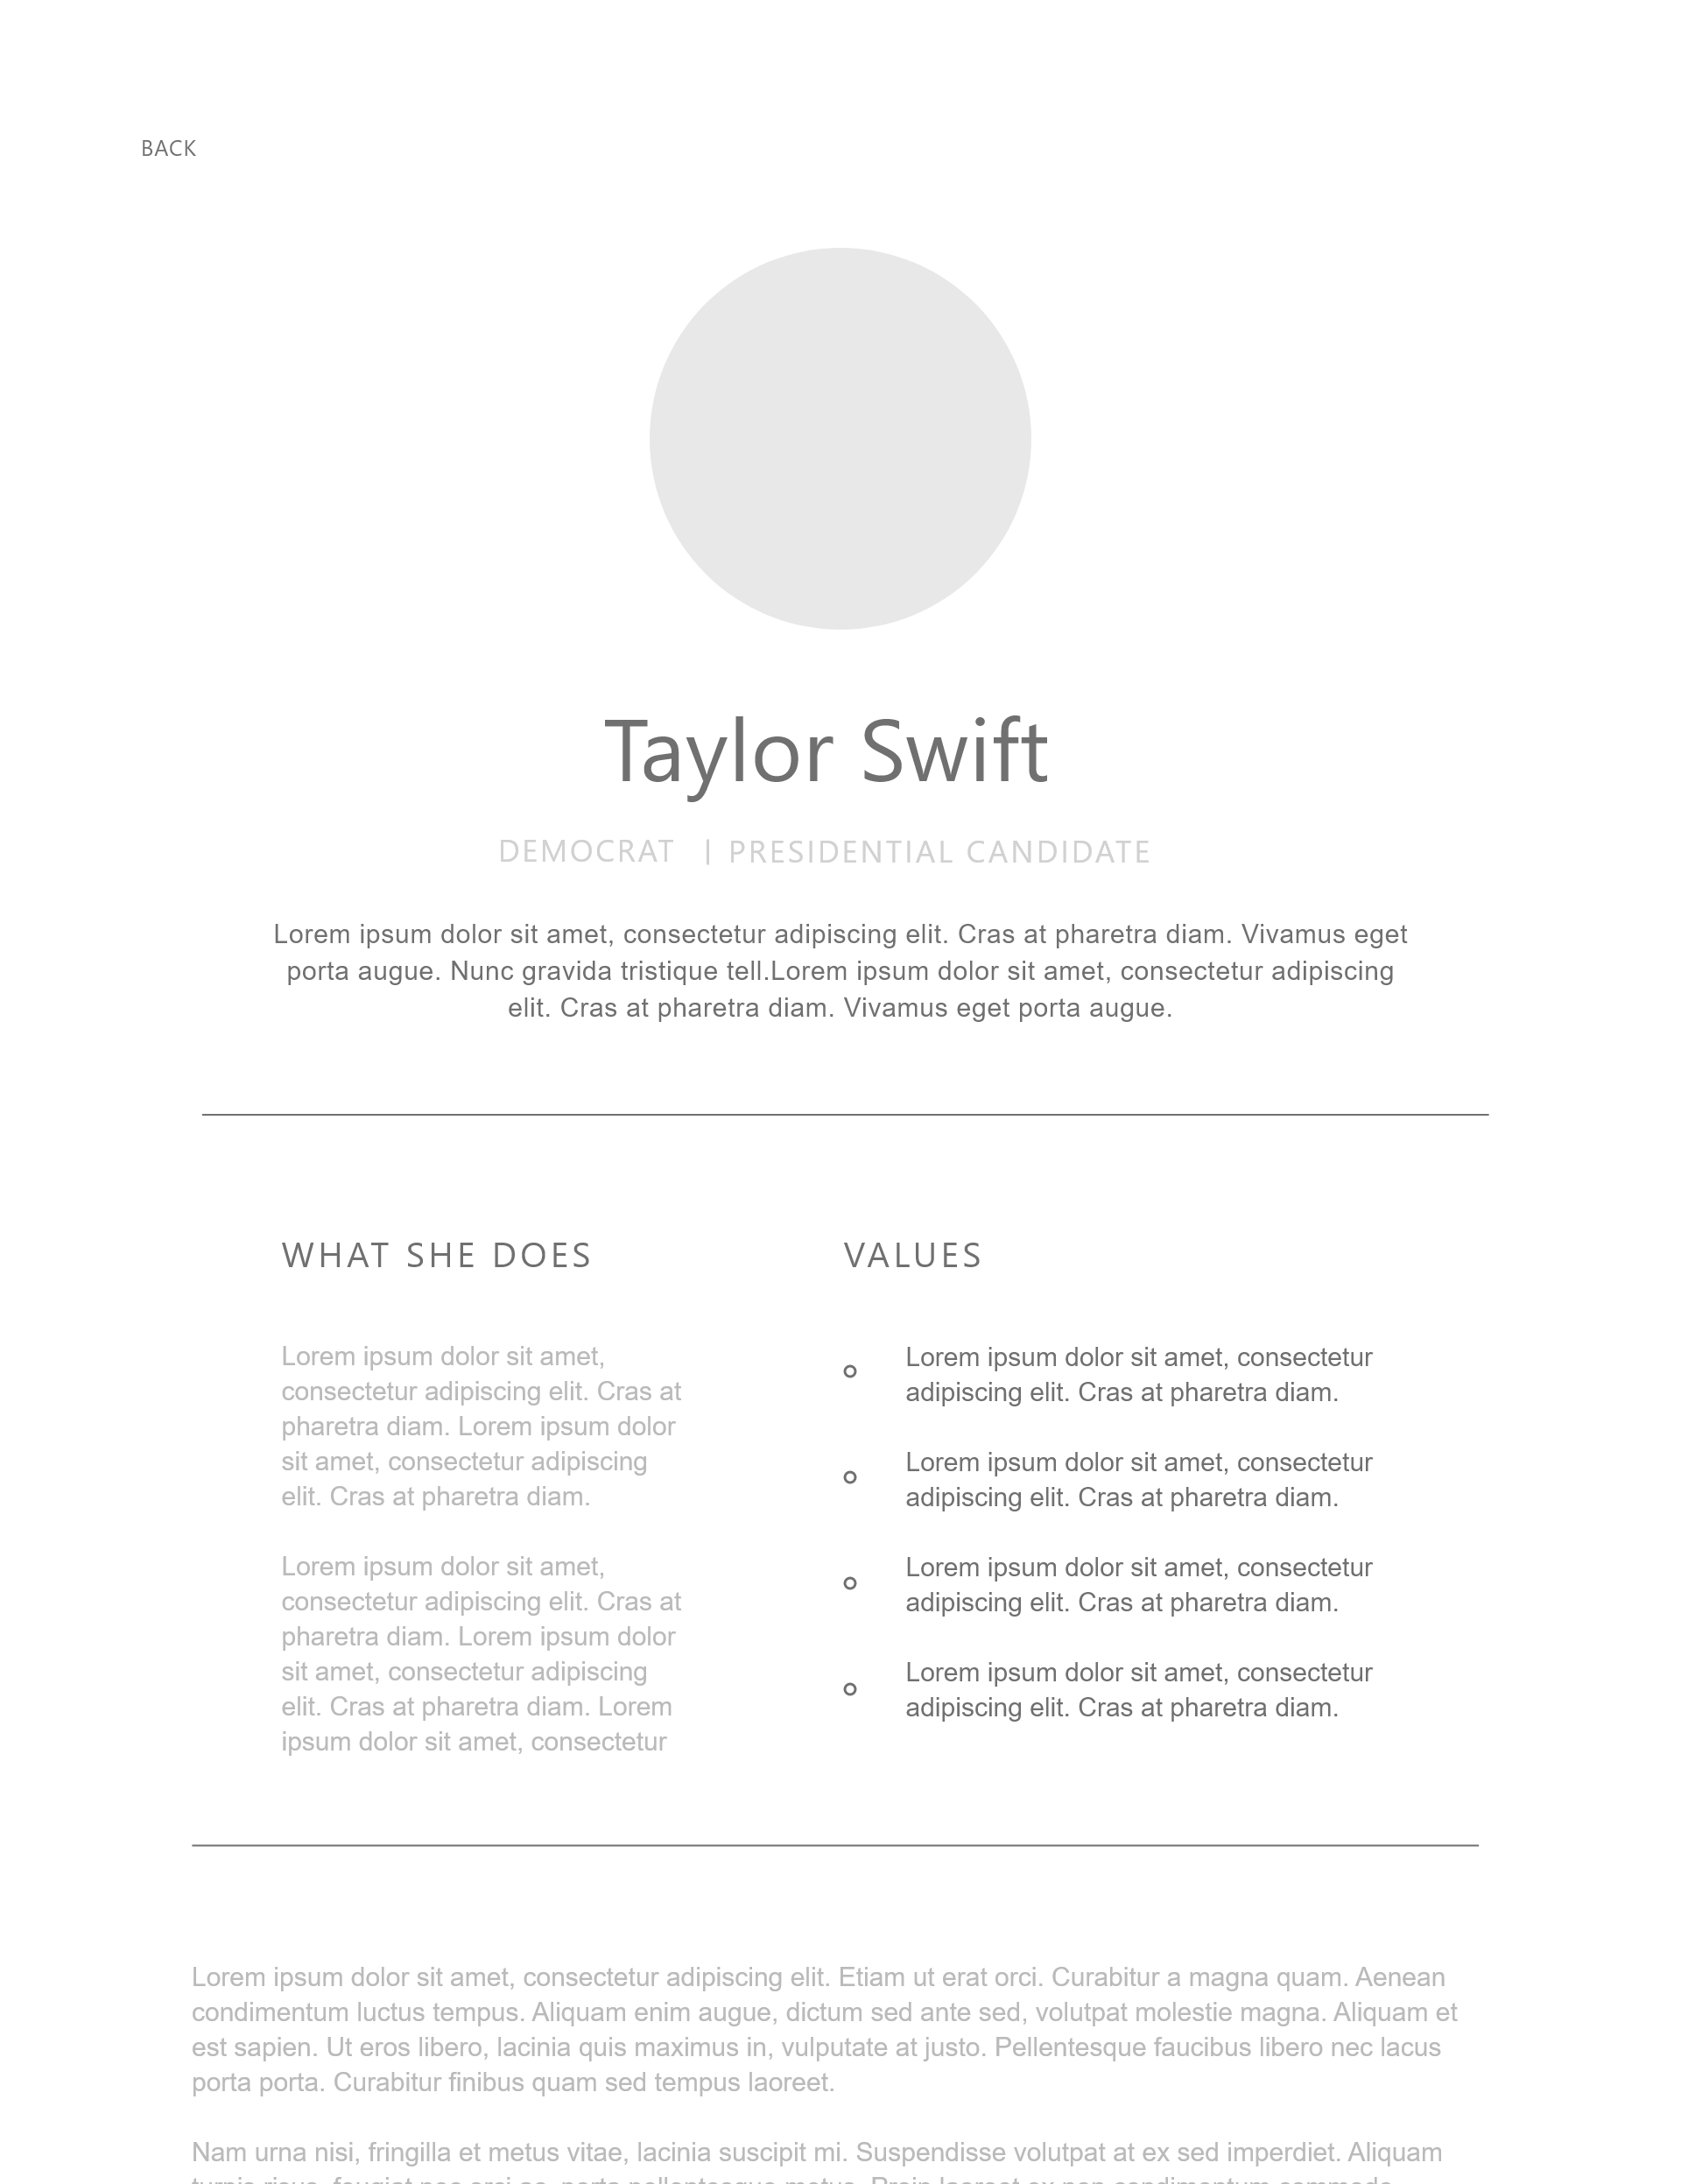 BACK
Taylor Swift
DEMOCRAT | PRESIDENTIAL CANDIDATE
Lorem ipsum dolor sit amet, consectetur adipiscing elit. Cras at pharetra diam. Vivamus eget
porta augue. Nunc gravida tristique tell.Lorem ipsum dolor sit amet, consectetur adipiscing
elit. Cras at pharetra diam. Vivamus eget porta augue.
WHAT SHE DOES
Lorem ipsum dolor sit amet,
consectetur adipiscing elit. Cras at
pharetra diam. Lorem ipsum dolor
sit amet, consectetur adipiscing
elit. Cras at pharetra diam.
Lorem ipsum dolor sit amet,
consectetur adipiscing elit. Cras at
pharetra diam. Lorem ipsum dolor
sit amet, consectetur adipiscing
elit. Cras at pharetra diam. Lorem
ipsum dolor sit amet, consectetur
VALUES
Lorem ipsum dolor sit amet, consectetur
adipiscing elit. Cras at pharetra diam.
Lorem ipsum dolor sit amet, consectetur
adipiscing elit. Cras at pharetra diam.
Lorem ipsum dolor sit amet, consectetur
adipiscing elit. Cras at pharetra diam.
Lorem ipsum dolor sit amet, consectetur
adipiscing elit. Cras at pharetra diam.
Lorem ipsum dolor sit amet, consectetur adipiscing elit. Etiam ut erat orci. Curabitur a magna quam. Aenean
condimentum luctus tempus. Aliquam enim augue, dictum sed ante sed, volutpat molestie magna. Aliquam et
est sapien. Ut eros libero, lacinia quis maximus in, vulputate at justo. Pellentesque faucibus libero nec lacus
porta porta. Curabitur finibus quam sed tempus laoreet.
Nam urna nisi, fringilla et metus vitae, lacinia suscipit mi. Suspendisse volutpat at ex sed imperdiet. Aliquam